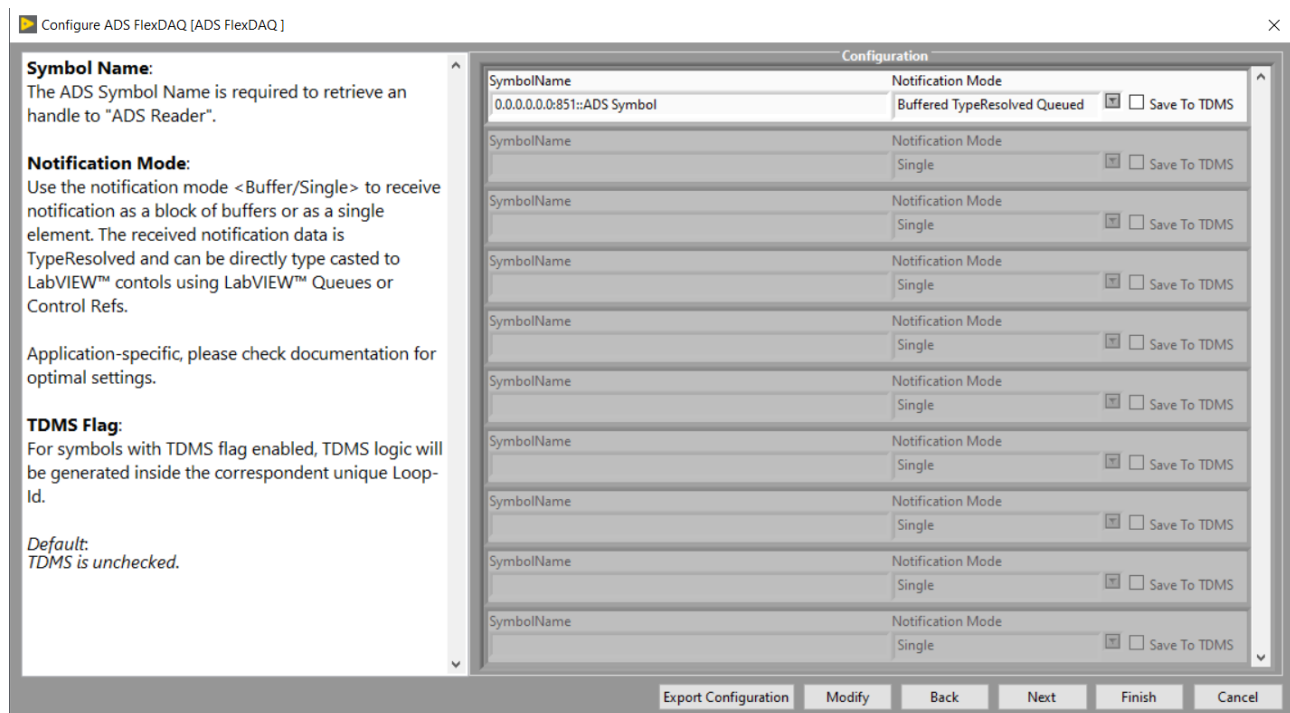 Configure ADS FlexDAQ [ADS FlexDAQ ]
Symbol Name:
The ADS Symbol Name is required to retrieve an
handle to "ADS Reader".
Notification Mode:
Use the notification mode <Buffer/Single> to receive
notification as a block of buffers or as a single
element. The received notification data is
TypeResolved and can be directly type casted to
LabVIEW™ contols using LabVIEW™ Queues or
Control Refs.
Application-specific, please check documentation for
optimal settings.
TDMS Flag:
For symbols with TDMS flag enabled, TDMS logic will
be generated inside the correspondent unique Loop-
Id.
Default:
TDMS is unchecked.
Configuration
SymbolName Notification Mode
0.0.0.0.0.0:851::ADS Symbol Buffered TypeResolved Queued Save To TDMS
SymbolName Notification Mode
Single Save To TDMS
SymbolName Notification Mode
Single Save To TDMS
SymbolName Notification Mode
Single Save To TDMS
SymbolName Notification Mode
Single Save To TDMS
SymbolName Notification Mode
Single Save To TDMS
SymbolName Notification Mode
Single Save To TDMS
SymbolName Notification Mode
Single Save To TDMS
SymbolName Notification Mode
Single Save To TDMS
SymbolName Notification Mode
Single Save To TDMS
Export Configuration Modify Back Next Finish Cancel